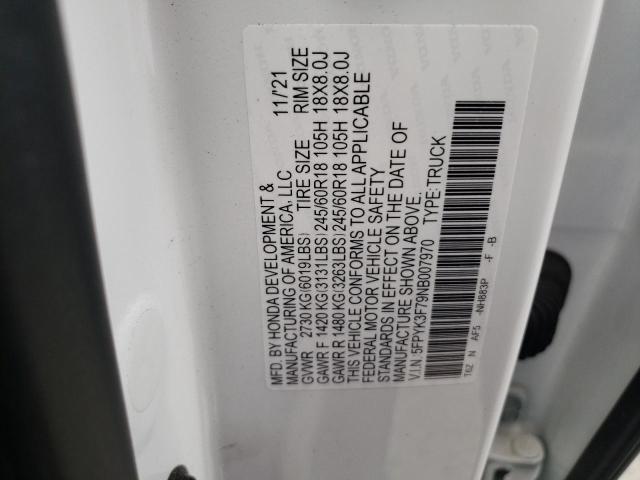 MFD. BY HONDA DEVELOPMENT & 11/'21
MANUFACTURING OF AMERICA, LLC
GVWR 2730 KG(6019LBS) TIRE SIZE RIM SIZE
GAWR F 1420 KG(3131LBS) 245/60R18 105H 18X8.0J
GAWR R 1480 KG(3263LBS) 245/60R18 105H 18X8.0J
THIS VEHICLE CONFORMS TO ALL APPLICABLE
FEDERAL MOTOR VEHICLE SAFETY
STANDARDS IN EFFECT ON THE DATE OF
MANUFACTURE SHOWN ABOVE.
V.I.N. 5FPYK3F79NB007970 TYPE: TRUCK
T6Z N AF5 -NH883P -F -B